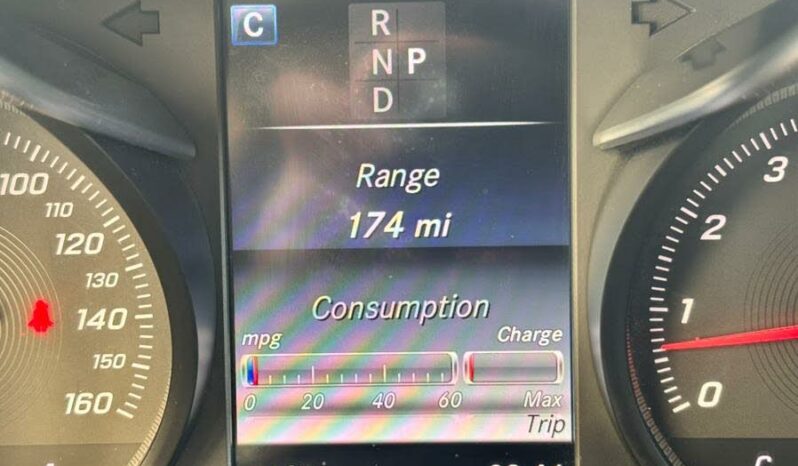 C
R
N P
D
Range
174 mi
Consumption
mpg
Charge
0 20 40 60 Max
Trip
100
110
120
130
140
150
160
3
2
1
0